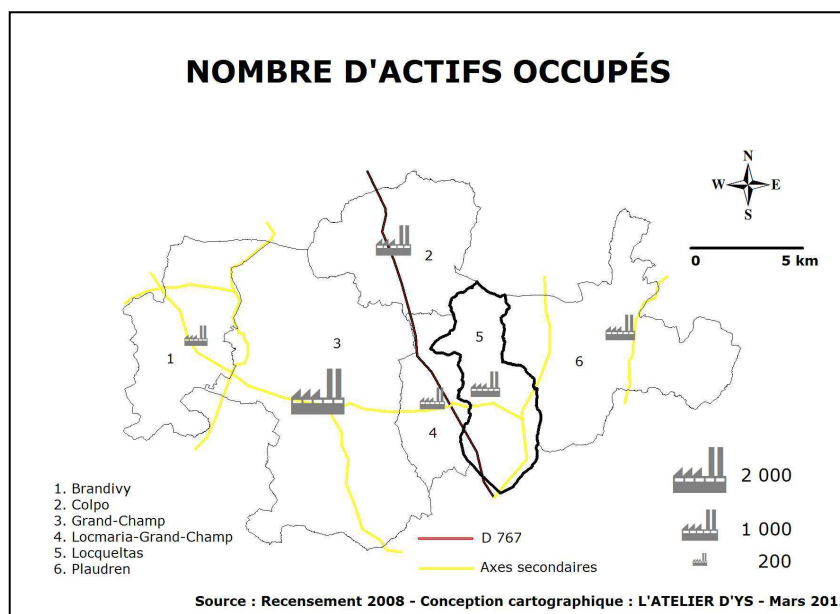 NOMBRE D'ACTIFS OCCUPÉS
N
W E
S
0 5 km
2
5
3
1
6
4
1. Brandivy
2. Colpo
3. Grand-Champ
4. Locmaria-Grand-Champ
5. Locqueltas
6. Plaudren
D 767
Axes secondaires
2 000
1 000
200
Source : Recensement 2008 - Conception cartographique : L'ATELIER D'YS - Mars 201